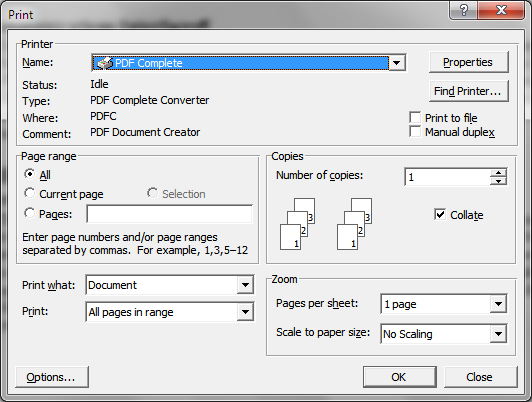 Print
Printer
Name: PDF Complete Properties
Status: Idle
Type: PDF Complete Converter Find Printer...
Where: PDFC Print to file
Comment: PDF Document Creator Manual duplex
Page range
All
Current page Selection
Pages:
Enter page numbers and/or page ranges
separated by commas. For example, 1,3,5–12
Copies
Number of copies: 1
3 3
2 2
1 1
Collate
Print what: Document
Print: All pages in range
Zoom
Pages per sheet: 1 page
Scale to paper size: No Scaling
Options... OK Close